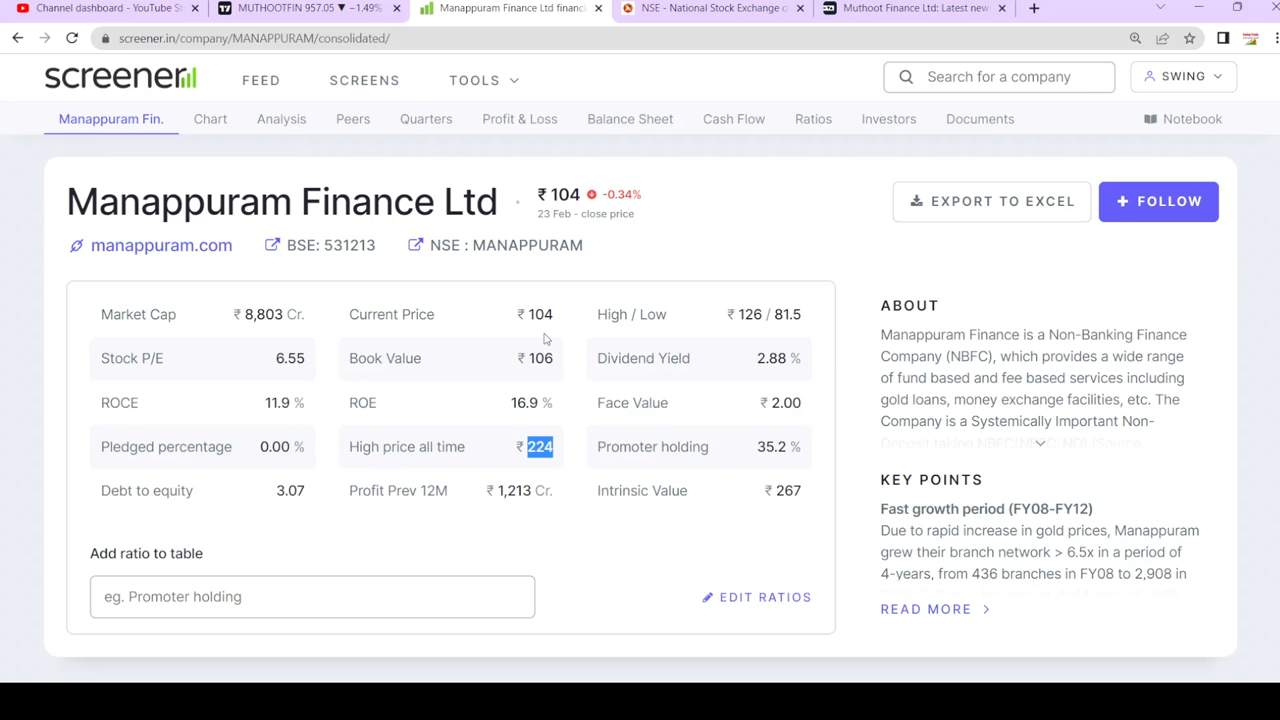 Channel dashboard - YouTube St
MUTHOOTFIN 957.05 ▼ −1.49%
Manappuram Finance Ltd financi
NSE - National Stock Exchange o
Muthoot Finance Ltd: Latest new
screener.in/company/MANAPPURAM/consolidated/
screener
FEED
SCREENS
TOOLS
Search for a company
SWING
Manappuram Fin.
Chart
Analysis
Peers
Quarters
Profit & Loss
Balance Sheet
Cash Flow
Ratios
Investors
Documents
Notebook
Manappuram Finance Ltd
₹ 104 -0.34%
23 Feb - close price
EXPORT TO EXCEL
+ FOLLOW
manappuram.com
BSE: 531213
NSE : MANAPPURAM
Market Cap ₹ 8,803 Cr.
Current Price ₹ 104
High / Low ₹ 126 / 81.5
Stock P/E 6.55
Book Value ₹ 106
Dividend Yield 2.88 %
ROCE 11.9 %
ROE 16.9 %
Face Value ₹ 2.00
Pledged percentage 0.00 %
High price all time ₹ 224
Promoter holding 35.2 %
Debt to equity 3.07
Profit Prev 12M ₹ 1,213 Cr.
Intrinsic Value ₹ 267
Add ratio to table
eg. Promoter holding
EDIT RATIOS
ABOUT
Manappuram Finance is a Non-Banking Finance
Company (NBFC), which provides a wide range
of fund based and fee based services including
gold loans, money exchange facilities, etc. The
Company is a Systemically Important Non-
Deposit taking NBFC(NBFC-ND).(Source
KEY POINTS
Fast growth period (FY08-FY12)
Due to rapid increase in gold prices, Manappuram
grew their branch network > 6.5x in a period of
4-years, from 436 branches in FY08 to 2,908 in
READ MORE